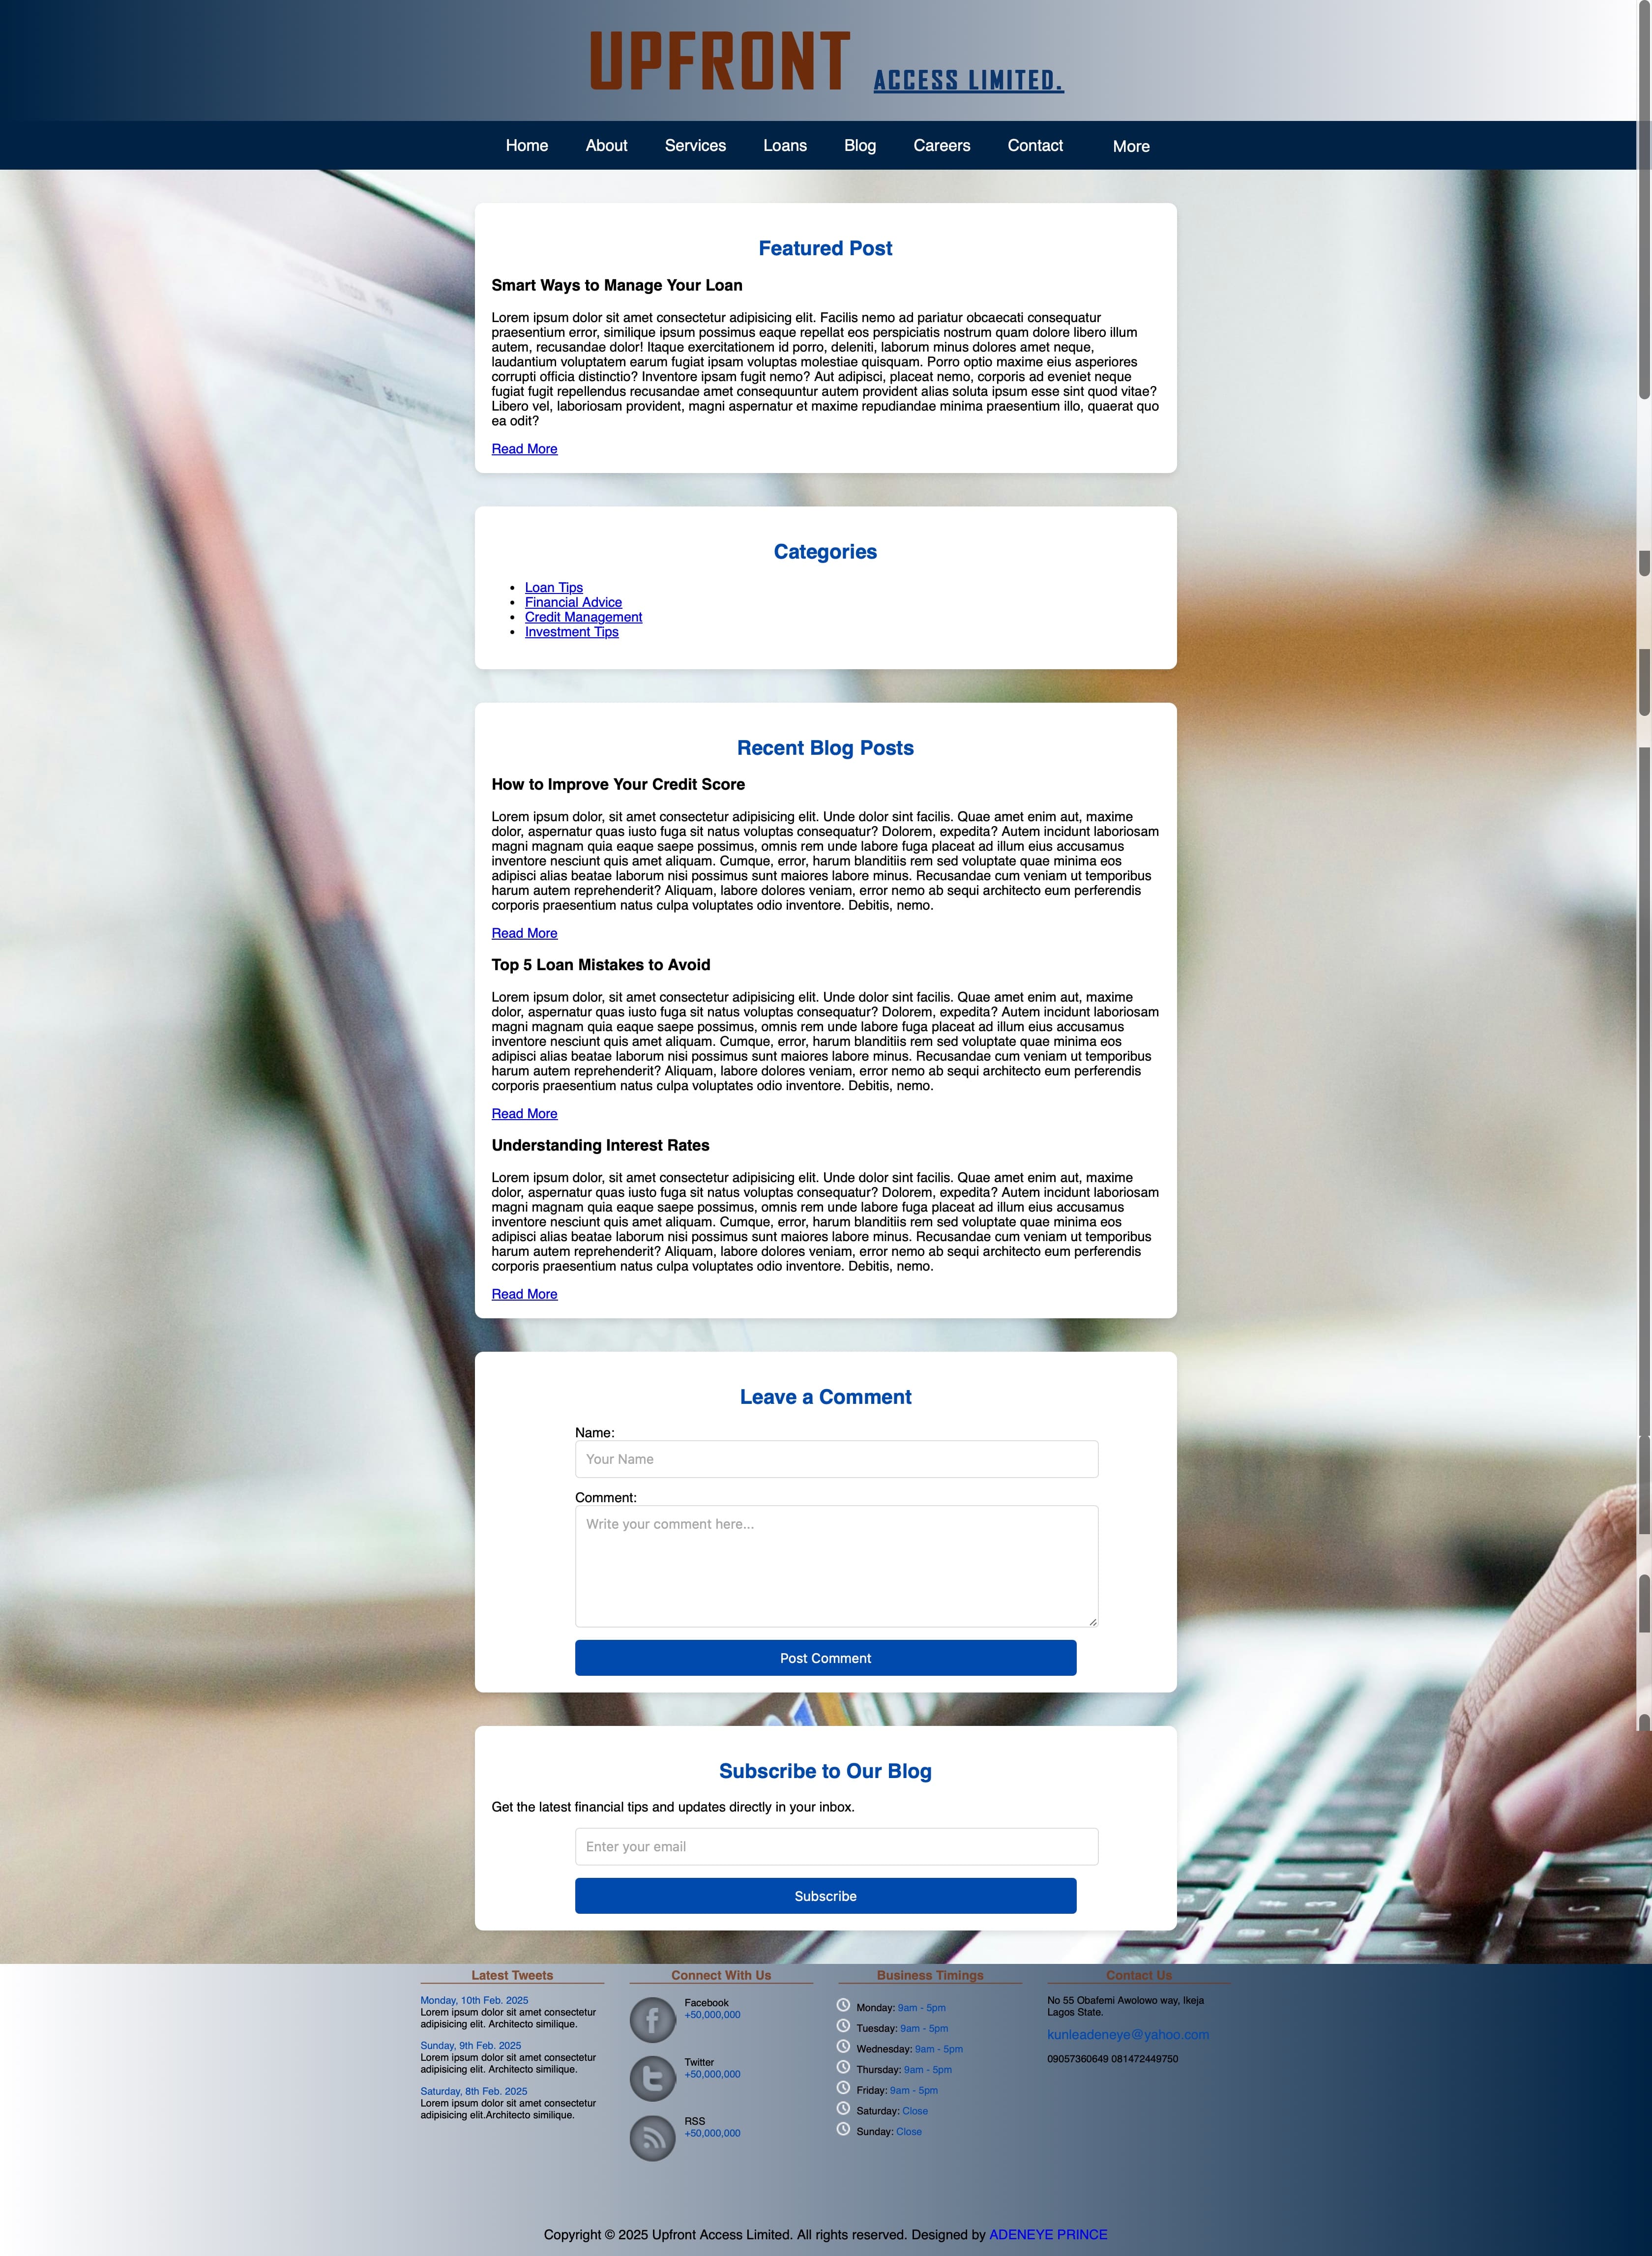 UPFRONT ACCESS LIMITED.
Home About Services Loans Blog Careers Contact More
Featured Post
Smart Ways to Manage Your Loan
Lorem ipsum dolor sit amet consectetur adipisicing elit. Facilis nemo ad pariatur obcaecati consequatur
praesentium error, similique ipsum possimus eaque repellat eos perspiciatis nostrum quam dolore libero illum
autem, recusandae dolor! Itaque exercitationem id porro, deleniti, laborum minus dolores amet neque,
laudantium voluptatem earum fugiat ipsam voluptas molestiae quisquam. Porro optio maxime eius asperiores
corrupti officia distinctio? Inventore ipsam fugit nemo? Aut adipisci, placeat nemo, corporis ad eveniet neque
fugiat fugit repellendus recusandae amet consequuntur autem provident alias soluta ipsum esse sint quod vitae?
Libero vel, laboriosam provident, magni aspernatur et maxime repudiandae minima praesentium illo, quaerat quo
ea odit?
Read More
Categories
• Loan Tips
• Financial Advice
• Credit Management
• Investment Tips
Recent Blog Posts
How to Improve Your Credit Score
Lorem ipsum dolor, sit amet consectetur adipisicing elit. Unde dolor sint facilis. Quae amet enim aut, maxime
dolor, aspernatur quas iusto fuga sit natus voluptas consequatur? Dolorem, expedita? Autem incidunt laboriosam
magni magnam quia eaque saepe possimus, omnis rem unde labore fuga placeat ad illum eius accusamus
inventore nesciunt quis amet aliquam. Cumque, error, harum blanditiis rem sed voluptate quae minima eos
adipisci alias beatae laborum nisi possimus sunt maiores labore minus. Recusandae cum veniam ut temporibus
harum autem reprehenderit? Aliquam, labore dolores veniam, error nemo ab sequi architecto eum perferendis
corporis praesentium natus culpa voluptates odio inventore. Debitis, nemo.
Read More
Top 5 Loan Mistakes to Avoid
Lorem ipsum dolor, sit amet consectetur adipisicing elit. Unde dolor sint facilis. Quae amet enim aut, maxime
dolor, aspernatur quas iusto fuga sit natus voluptas consequatur? Dolorem, expedita? Autem incidunt laboriosam
magni magnam quia eaque saepe possimus, omnis rem unde labore fuga placeat ad illum eius accusamus
inventore nesciunt quis amet aliquam. Cumque, error, harum blanditiis rem sed voluptate quae minima eos
adipisci alias beatae laborum nisi possimus sunt maiores labore minus. Recusandae cum veniam ut temporibus
harum autem reprehenderit? Aliquam, labore dolores veniam, error nemo ab sequi architecto eum perferendis
corporis praesentium natus culpa voluptates odio inventore. Debitis, nemo.
Read More
Understanding Interest Rates
Lorem ipsum dolor, sit amet consectetur adipisicing elit. Unde dolor sint facilis. Quae amet enim aut, maxime
dolor, aspernatur quas iusto fuga sit natus voluptas consequatur? Dolorem, expedita? Autem incidunt laboriosam
magni magnam quia eaque saepe possimus, omnis rem unde labore fuga placeat ad illum eius accusamus
inventore nesciunt quis amet aliquam. Cumque, error, harum blanditiis rem sed voluptate quae minima eos
adipisci alias beatae laborum nisi possimus sunt maiores labore minus. Recusandae cum veniam ut temporibus
harum autem reprehenderit? Aliquam, labore dolores veniam, error nemo ab sequi architecto eum perferendis
corporis praesentium natus culpa voluptates odio inventore. Debitis, nemo.
Read More
Leave a Comment
Name:
Your Name
Comment:
Write your comment here...
Post Comment
Subscribe to Our Blog
Get the latest financial tips and updates directly in your inbox.
Enter your email
Subscribe
Latest Tweets
Monday, 10th Feb. 2025
Lorem ipsum dolor sit amet consectetur
adipisicing elit. Architecto similique.
Sunday, 9th Feb. 2025
Lorem ipsum dolor sit amet consectetur
adipisicing elit. Architecto similique.
Saturday, 8th Feb. 2025
Lorem ipsum dolor sit amet consectetur
adipisicing elit.Architecto similique.
Connect With Us
Facebook
+50,000,000
Twitter
+50,000,000
RSS
+50,000,000
Business Timings
Monday: 9am - 5pm
Tuesday: 9am - 5pm
Wednesday: 9am - 5pm
Thursday: 9am - 5pm
Friday: 9am - 5pm
Saturday: Close
Sunday: Close
Contact Us
No 55 Obafemi Awolowo way, Ikeja
Lagos State.
kunleadeneye@yahoo.com
09057360649 081472449750
Copyright © 2025 Upfront Access Limited. All rights reserved. Designed by ADENEYE PRINCE